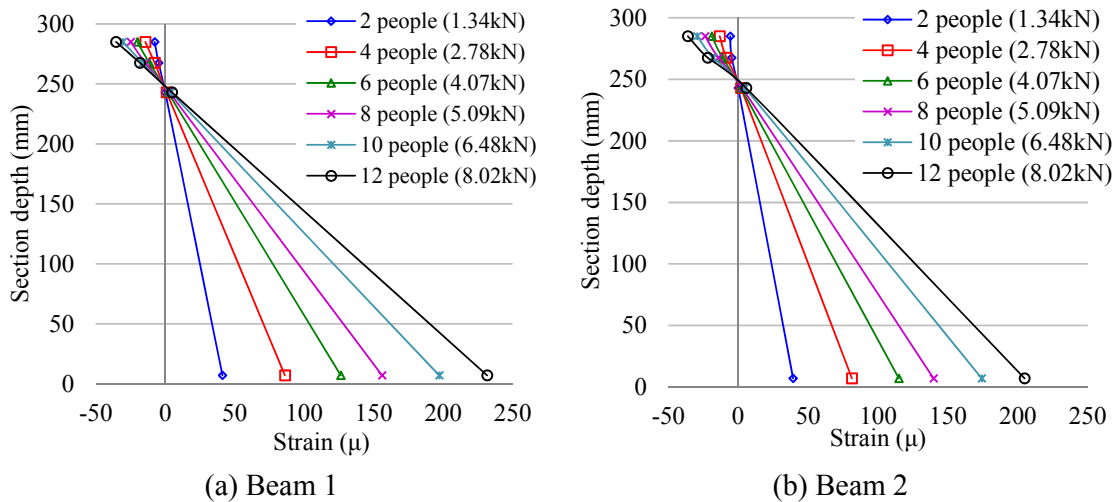 300
250
200
150
100
50
0
Section depth (mm)
-50 0 50 100 150 200 250
Strain (μ)
2 people (1.34kN)
4 people (2.78kN)
6 people (4.07kN)
8 people (5.09kN)
10 people (6.48kN)
12 people (8.02kN)
(a) Beam 1
300
250
200
150
100
50
0
Section depth (mm)
-50 0 50 100 150 200 250
Strain (μ)
2 people (1.34kN)
4 people (2.78kN)
6 people (4.07kN)
8 people (5.09kN)
10 people (6.48kN)
12 people (8.02kN)
(b) Beam 2